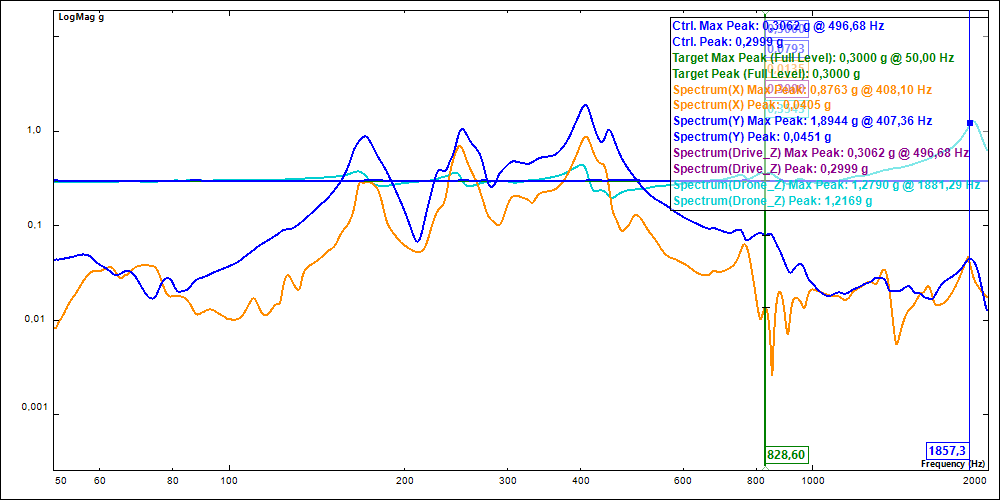 LogMag g
Ctrl. Max Peak: 0,3062 g @ 496,68 Hz
Ctrl. Peak: 0,2999 g
Target Max Peak (Full Level): 0,3000 g @ 50,00 Hz
Target Peak (Full Level): 0,3000 g
Spectrum(X) Max Peak: 0,8763 g @ 408,10 Hz
Spectrum(X) Peak: 0,0405 g
Spectrum(Y) Max Peak: 1,8944 g @ 407,36 Hz
Spectrum(Y) Peak: 0,0451 g
Spectrum(Drive_Z) Max Peak: 0,3062 g @ 496,68 Hz
Spectrum(Drive_Z) Peak: 0,2999 g
Spectrum(Drone_Z) Max Peak: 1,2790 g @ 1881,29 Hz
Spectrum(Drone_Z) Peak: 1,2169 g
0,0793
1.0
0,1
0,01
0,001
828,60
1857,3
Frequency (Hz)
50 60 80 100 200 300 400 600 800 1000 2000